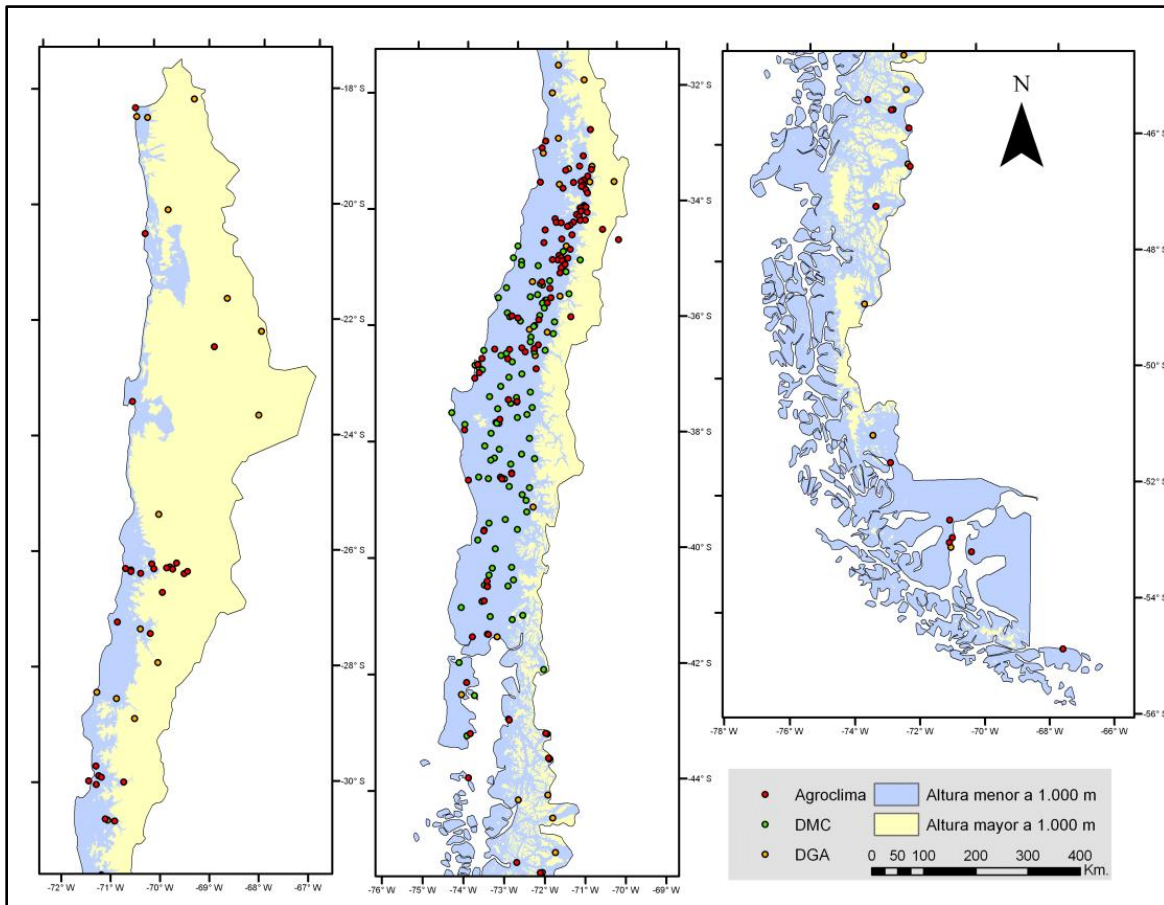 -18° S
-20° S
-22° S
-24° S
-26° S
-28° S
-30° S
-72° W
-71° W
-70° W
-69° W
-68° W
-67° W
-32° S
-34° S
-36° S
-38° S
-40° S
-42° S
-44° S
-76° W
-75° W
-74° W
-73° W
-72° W
-71° W
-70° W
N
-46° S
-48° S
-50° S
-52° S
-54° S
-56° S
-78° W
-76° W
-74° W
-72° W
-70° W
-68° W
-66° W
Agroclima
Altura menor a 1.000 m
DMC
Altura mayor a 1.000 m
DGA
0 50 100 200 300 400
Km.